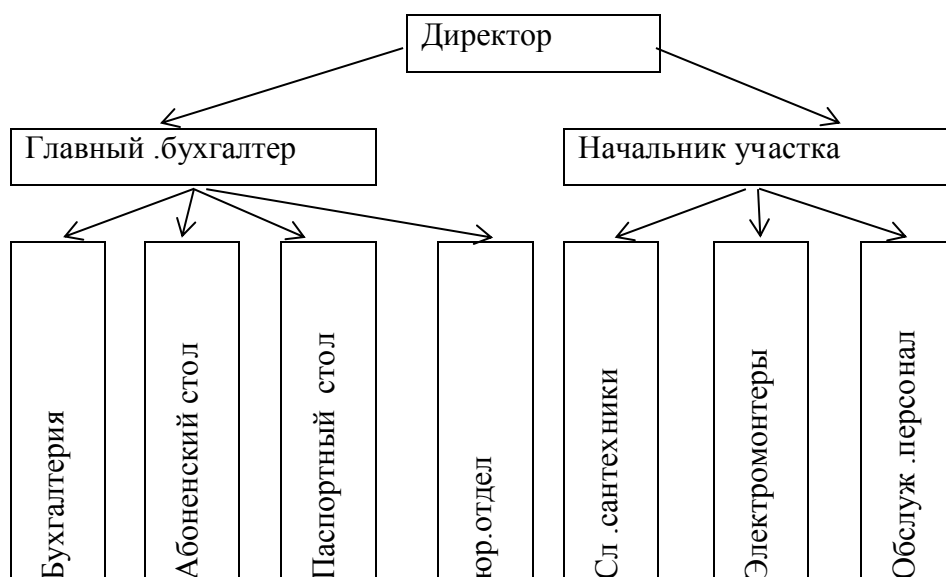 Директор
Главный .бухгалтер
Начальник участка
Бухгалтерия
Абоненский стол
Паспортный стол
юр.отдел
Сл .сантехники
Электромонтеры
Обслуж .персонал